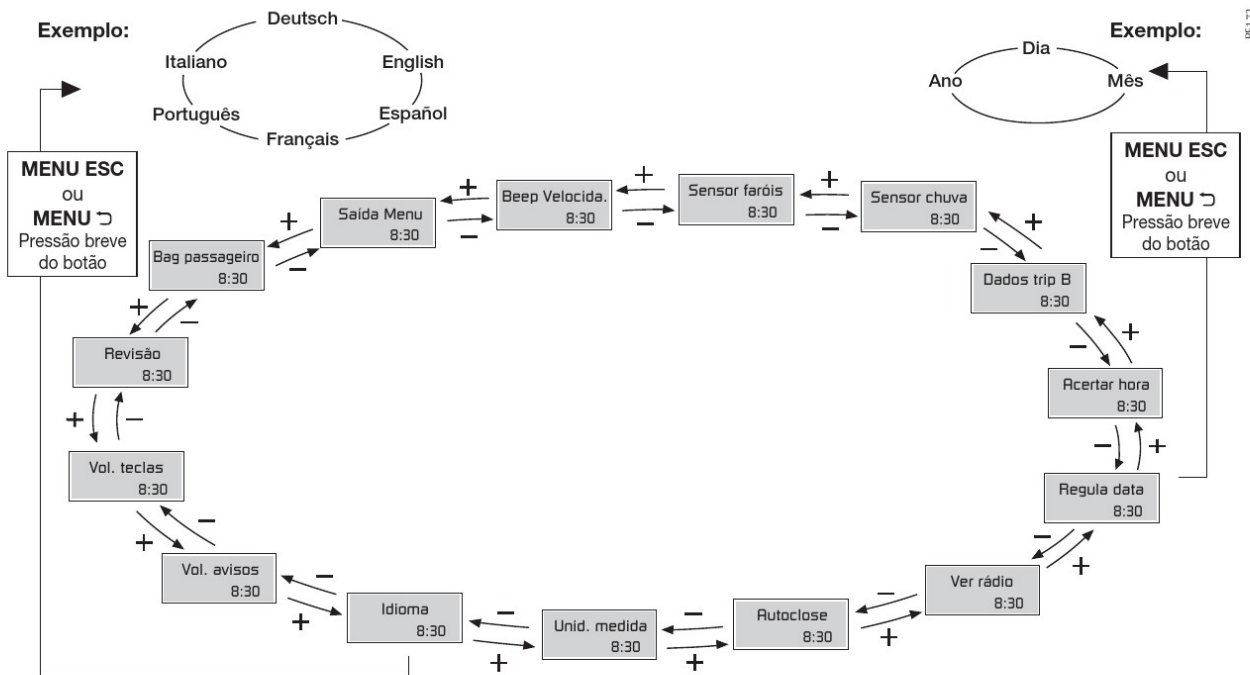 Exemplo:
Deutsch
Italiano
English
Português
Español
Français
Exemplo:
Dia
Ano
Mês
MENU ESC
ou
MENU
Pressão breve
do botão
MENU ESC
ou
MENU
Pressão breve
do botão
Beep Velocida.
8:30
Sensor faróis
8:30
Sensor chuva
8:30
Saída Menu
8:30
Bag passageiro
8:30
Dados trip B
8:30
Revisão
8:30
Acertar hora
8:30
Vol. teclas
8:30
Regula data
8:30
Vol. avisos
8:30
Ver rádio
8:30
Idioma
8:30
Unid. medida
8:30
Autoclose
8:30